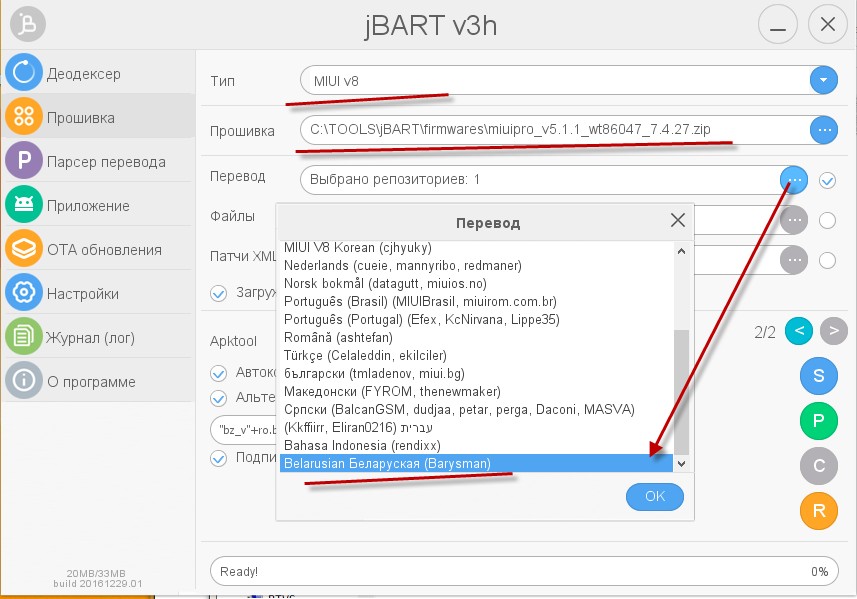 jBART v3h
Деодексер
Прошивка
P
Парсер перевода
Приложение
OTA обновления
Настройки
Журнал (лог)
О программе
20MB/33MB
build 20161229.01
Тип
MIUI v8
Прошивка
C:\TOOLS\jBART\firmwares\miuipro_v5.1.1_wt86047_7.4.27.zip
Перевод
Выбрано репозиториев: 1
Файлы
Патчи XML
Apktool
"bz_v"+ro.b
Перевод
MIUI V8 Korean (cjhyuky)
Nederlands (cueie, mannyribo, redmaner)
Norsk bokmål (datagutt, miuios.no)
Português (Brasil) (MIUIBrasil, miuirom.com.br)
Português (Portugal) (Efex, KcNirvana, Lippe35)
Română (ashtefan)
Türkçe (Celaleddin, ekilciler)
български (tmladenov, miui.bg)
Македонски (FYROM, thenewmaker)
Српски (BalcanGSM, dudjaa, petar, perga, Daconi, MASVA)
(Kkffiirr, Eliran0216) עברית
Bahasa Indonesia (rendixx)
Belarusian Беларуская (Barysman)
OK
2/2
<
>
S
P
C
R
Ready!
0%